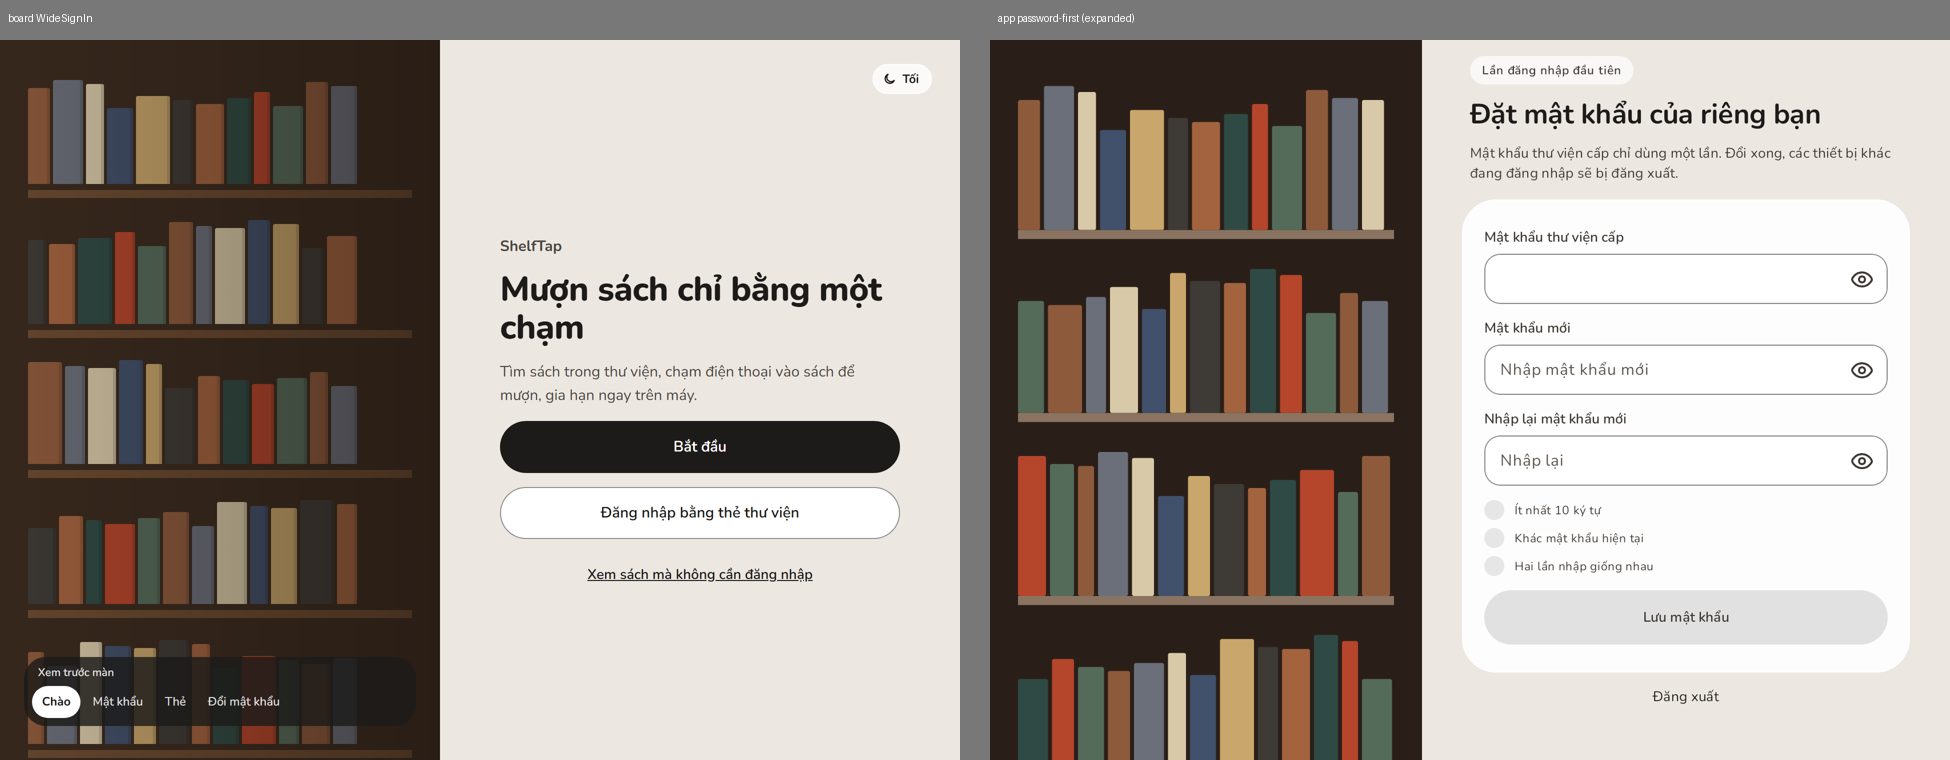 board WideSignIn
Tối
ShelfTap
Mượn sách chỉ bằng một
chạm
Tìm sách trong thư viện, chạm điện thoại vào sách để
mượn, gia hạn ngay trên máy.
Bắt đầu
Đăng nhập bằng thẻ thư viện
Xem sách mà không cần đăng nhập
Xem trước màn
Chào
Mật khẩu
Thẻ
Đổi mật khẩu
app password-first (expanded)
Lần đăng nhập đầu tiên
Đặt mật khẩu của riêng bạn
Mật khẩu thư viện cấp chỉ dùng một lần. Đổi xong, các thiết bị khác
đang đăng nhập sẽ bị đăng xuất.
Mật khẩu thư viện cấp
Mật khẩu mới
Nhập mật khẩu mới
Nhập lại mật khẩu mới
Nhập lại
Ít nhất 10 ký tự
Khác mật khẩu hiện tại
Hai lần nhập giống nhau
Lưu mật khẩu
Đăng xuất